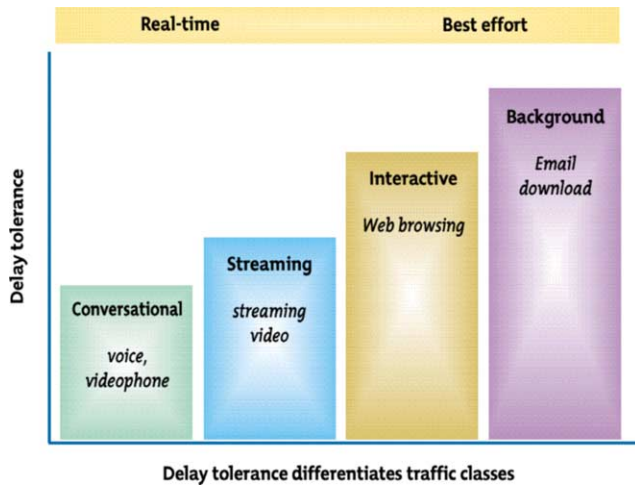 Real-time Best effort
Delay tolerance
Conversational
voice,
videophone
Streaming
streaming
video
Interactive
Web browsing
Background
Email
download
Delay tolerance differentiates traffic classes